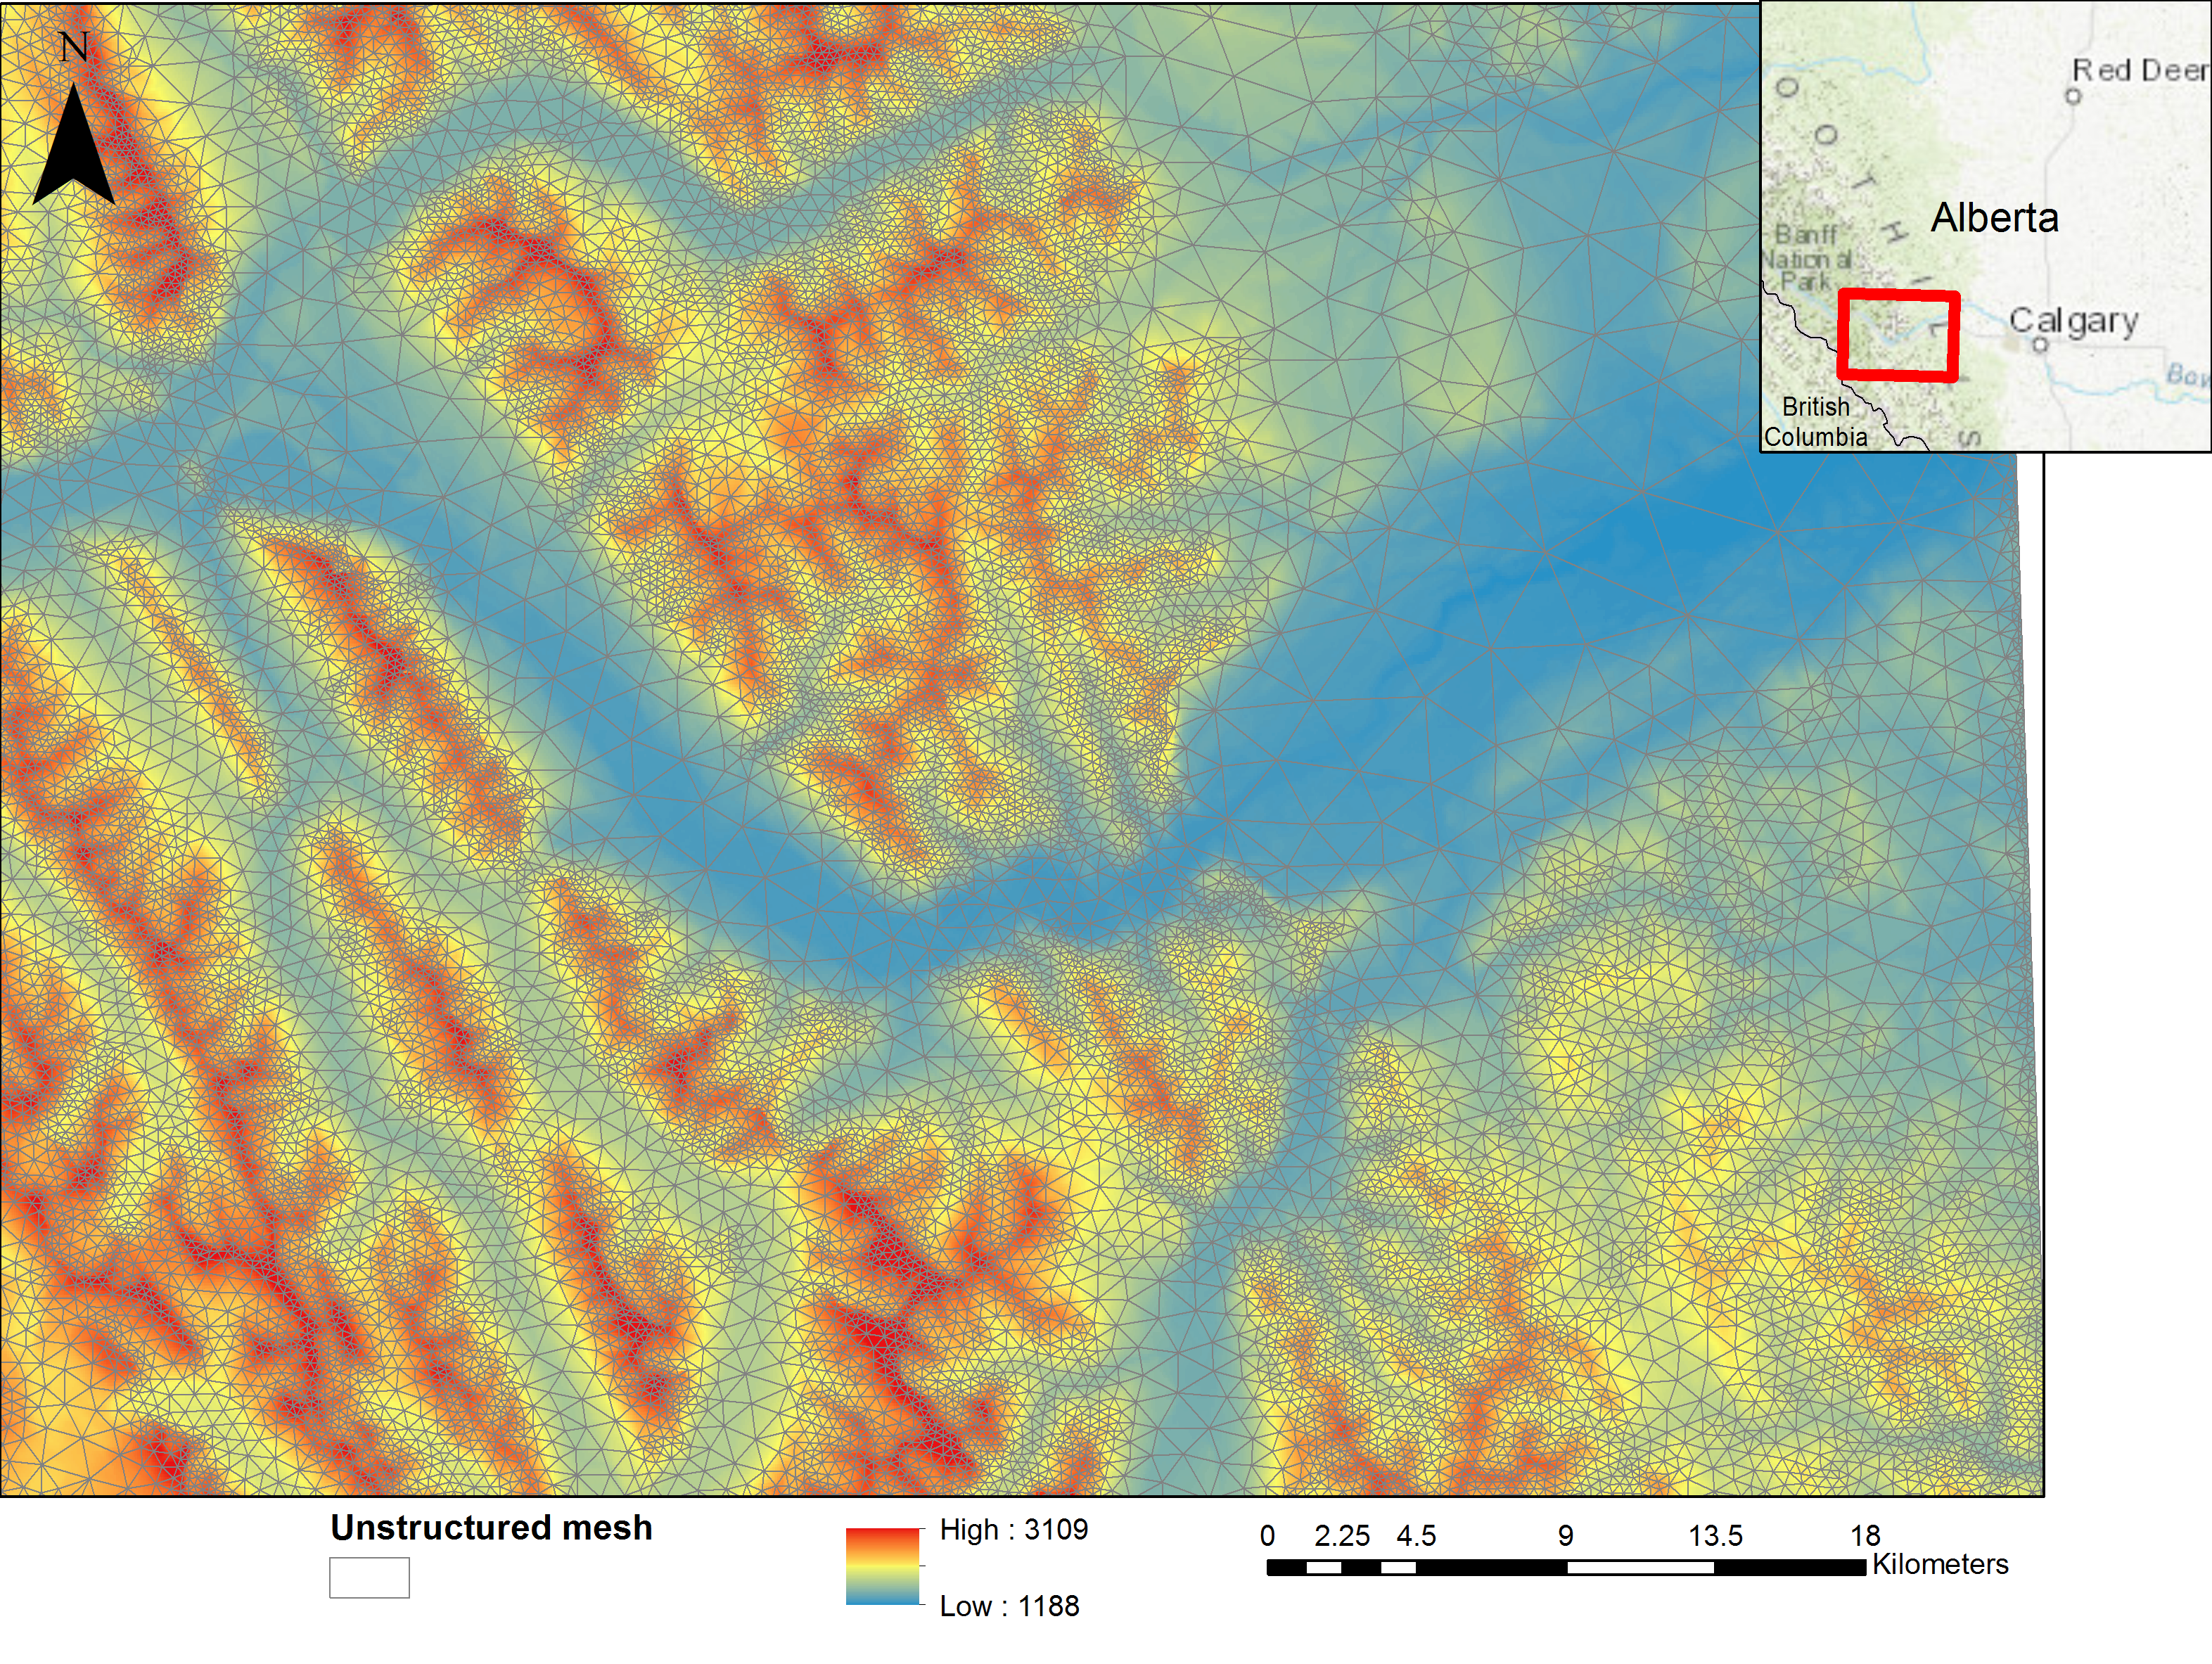 N
Red Deer
O
O
T
H
I
L
L
S
Alberta
Banff
National
Park
Calgary
Bow
British
Columbia
Unstructured mesh
High : 3109
Low : 1188
0 2.25 4.5 9 13.5 18
Kilometers